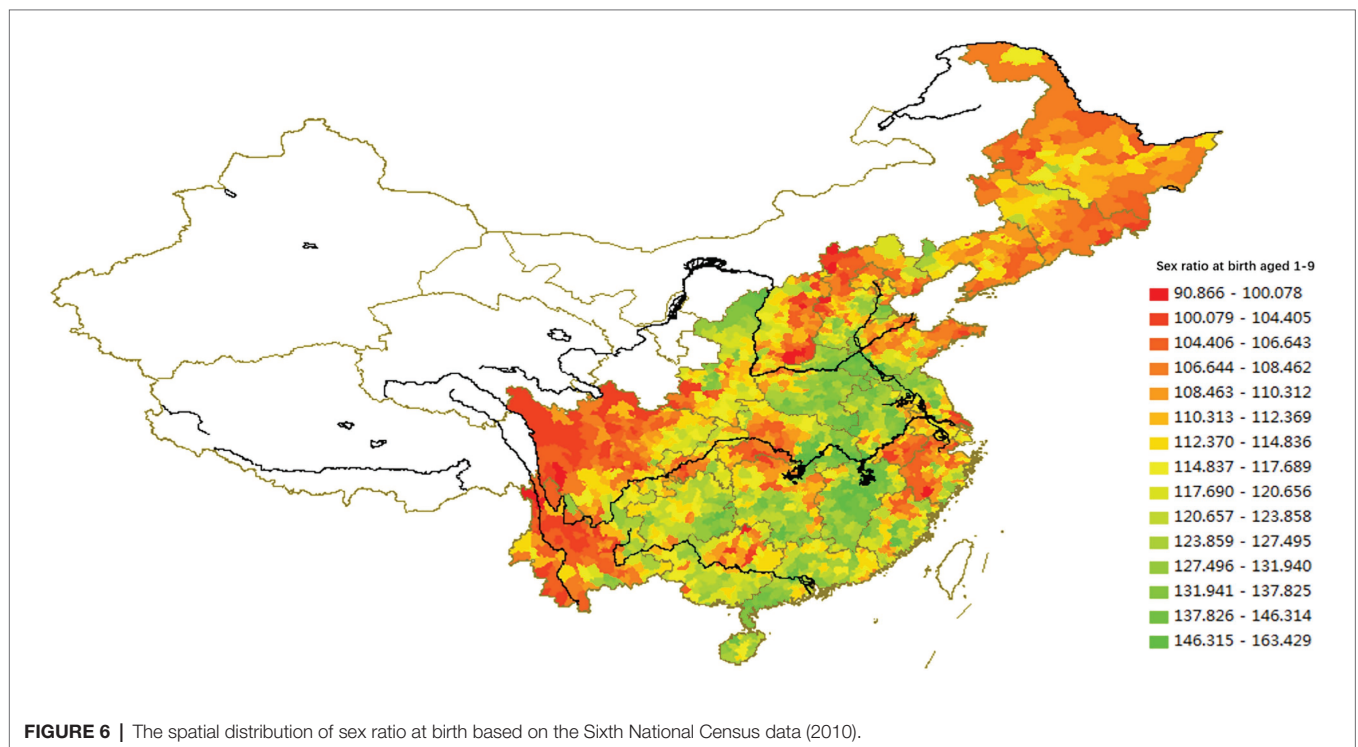 Sex ratio at birth aged 1-9
90.866 - 100.078
100.079 - 104.405
104.406 - 106.643
106.644 - 108.462
108.463 - 110.312
110.313 - 112.369
112.370 - 114.836
114.837 - 117.689
117.690 - 120.656
120.657 - 123.858
123.859 - 127.495
127.496 - 131.940
131.941 - 137.825
137.826 - 146.314
146.315 - 163.429
FIGURE 6 | The spatial distribution of sex ratio at birth based on the Sixth National Census data (2010).